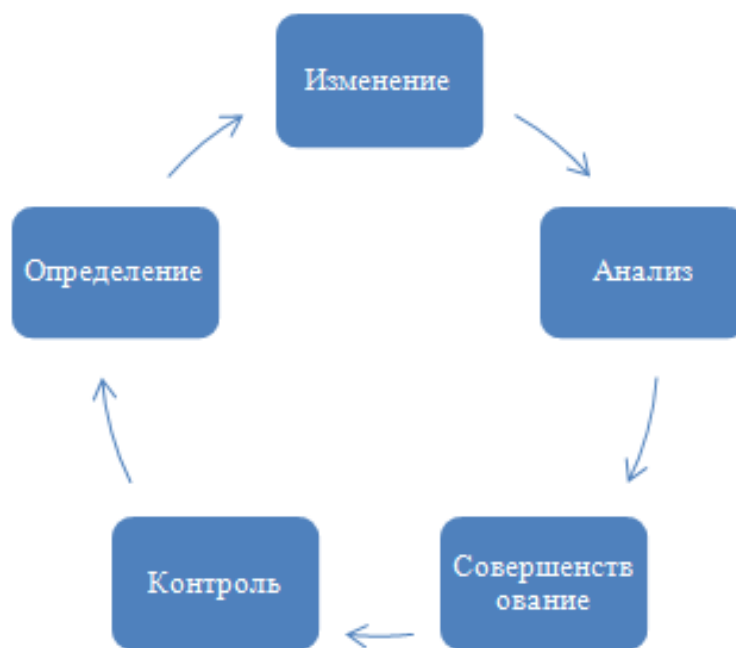 Изменение
Определение
Анализ
Контроль
Совершенств
ование